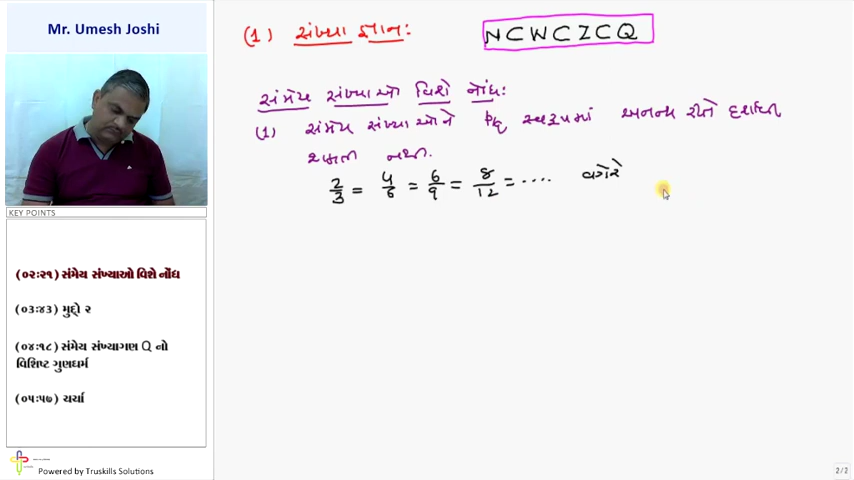 Mr. Umesh Joshi
(1) સંખ્યા જ્ઞાન:
NCWCZCQ
સંમેય સંખ્યાઓ વિશે નોંધ:
(1) સંમેય સંખ્યાઓને p/q સ્વરૂપમાં અનન્ય રીતે દર્શાવી
શકાતી નથી.
2/3 = 4/6 = 6/9 = 8/12 = .... વગેરે
KEY POINTS
(૦૨:૨૧) સંમેય સંખ્યાઓ વિશે નોંધ
(૦૩:૪૩) મુદ્દો ૨
(૦૪:૧૮) સંમેય સંખ્યાગણ Q નો
વિશિષ્ટ ગુણધર્મ
(૦૫:૫૭) ચર્ચા
Powered by Truskills Solutions
2/2